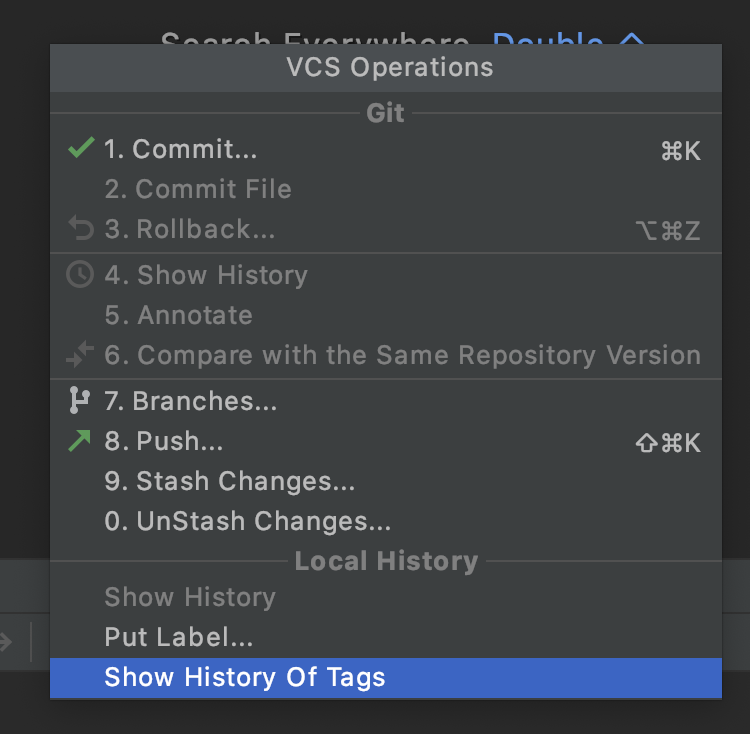 Search Everywhere Double ⇧
VCS Operations
Git
1. Commit... ⌘K
2. Commit File
3. Rollback... ⌥⌘Z
4. Show History
5. Annotate
6. Compare with the Same Repository Version
7. Branches...
8. Push... ⇧⌘K
9. Stash Changes...
0. UnStash Changes...
Local History
Show History
Put Label...
Show History Of Tags